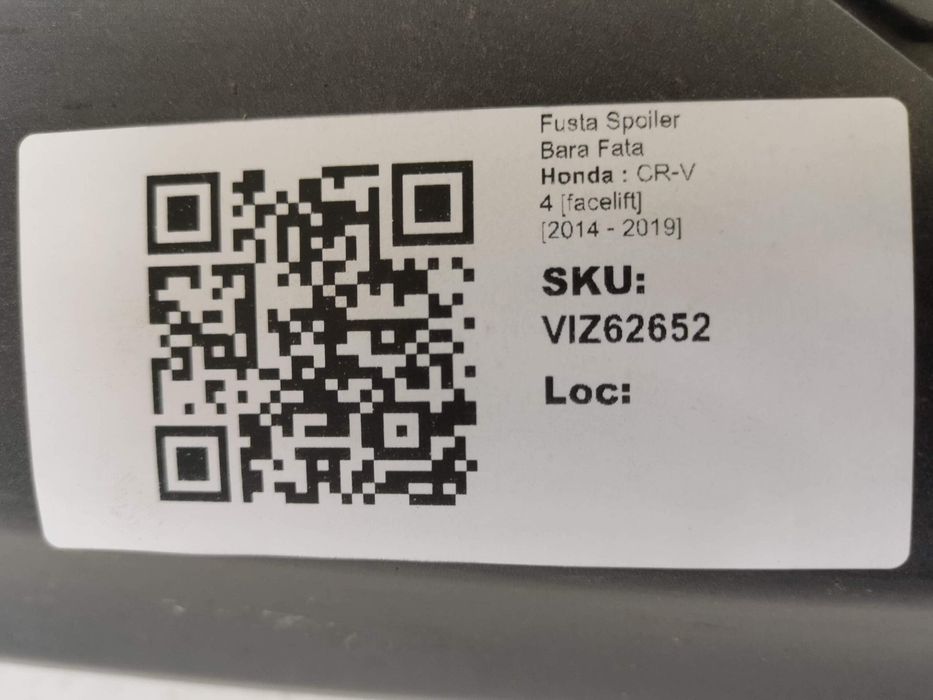 Fusta Spoiler
Bara Fata
Honda : CR-V
4 [facelift]
[2014 - 2019]
SKU:
VIZ62652
Loc: